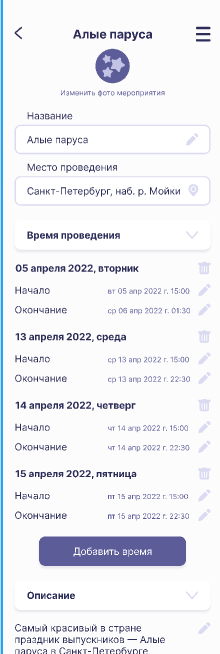 Алые паруса
Изменить фото мероприятия
Название
Алые паруса
Место проведения
Санкт-Петербург, наб. р. Мойки
Время проведения
05 апреля 2022, вторник
Начало вт 05 апр 2022 г. 15:00
Окончание ср 06 апр 2022 г. 01:30
13 апреля 2022, среда
Начало ср 13 апр 2022 г. 15:00
Окончание ср 13 апр 2022 г. 22:30
14 апреля 2022, четверг
Начало чт 14 апр 2022 г. 15:00
Окончание чт 14 апр 2022 г. 22:30
15 апреля 2022, пятница
Начало пт 15 апр 2022 г. 15:00
Окончание пт 15 апр 2022 г. 22:30
Добавить время
Описание
Самый красивый в стране
праздник выпускников — Алые
паруса в Санкт-Петербурге